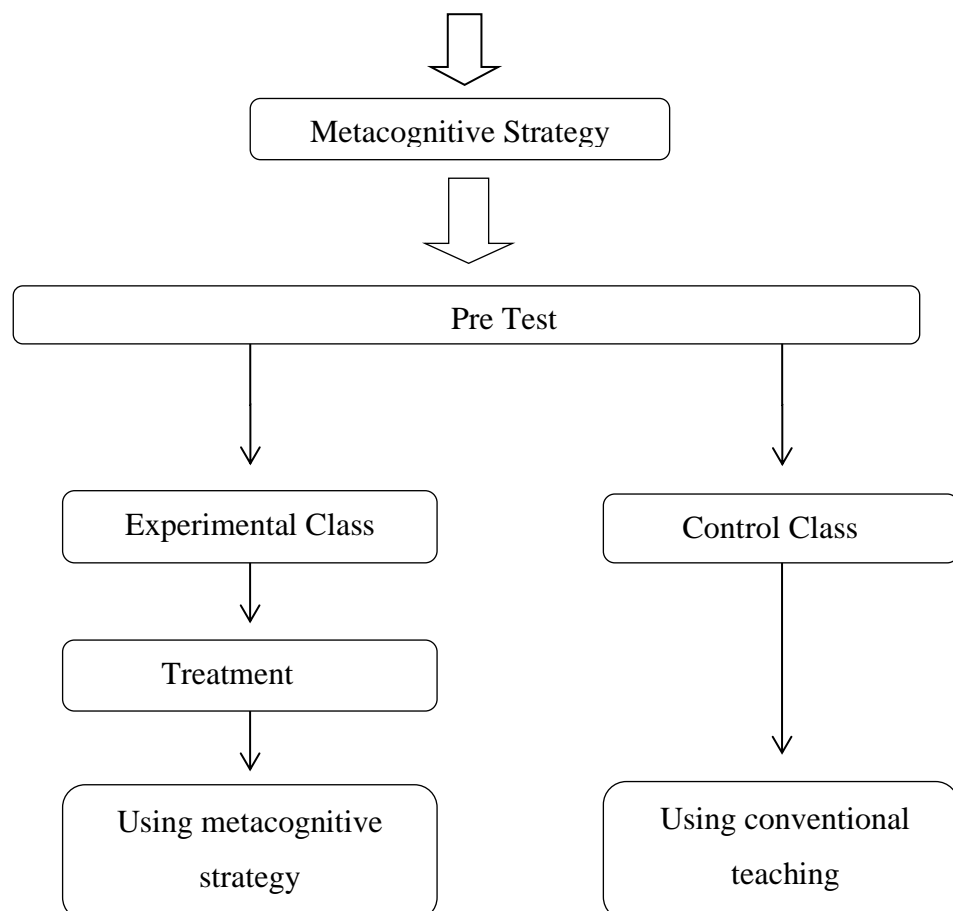 Metacognitive Strategy
Pre Test
Experimental Class
Control Class
Treatment
Using metacognitive
strategy
Using conventional
teaching